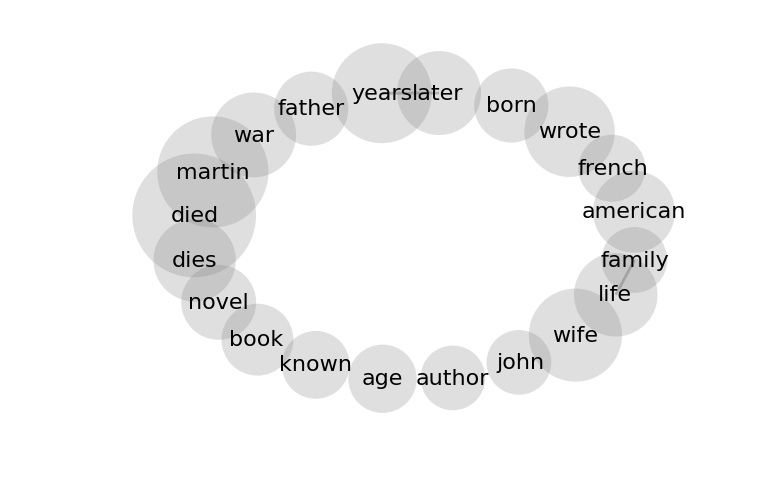 years later
father
born
war
wrote
martin
french
died
american
dies
family
novel
life
book
wife
known
john
age
author